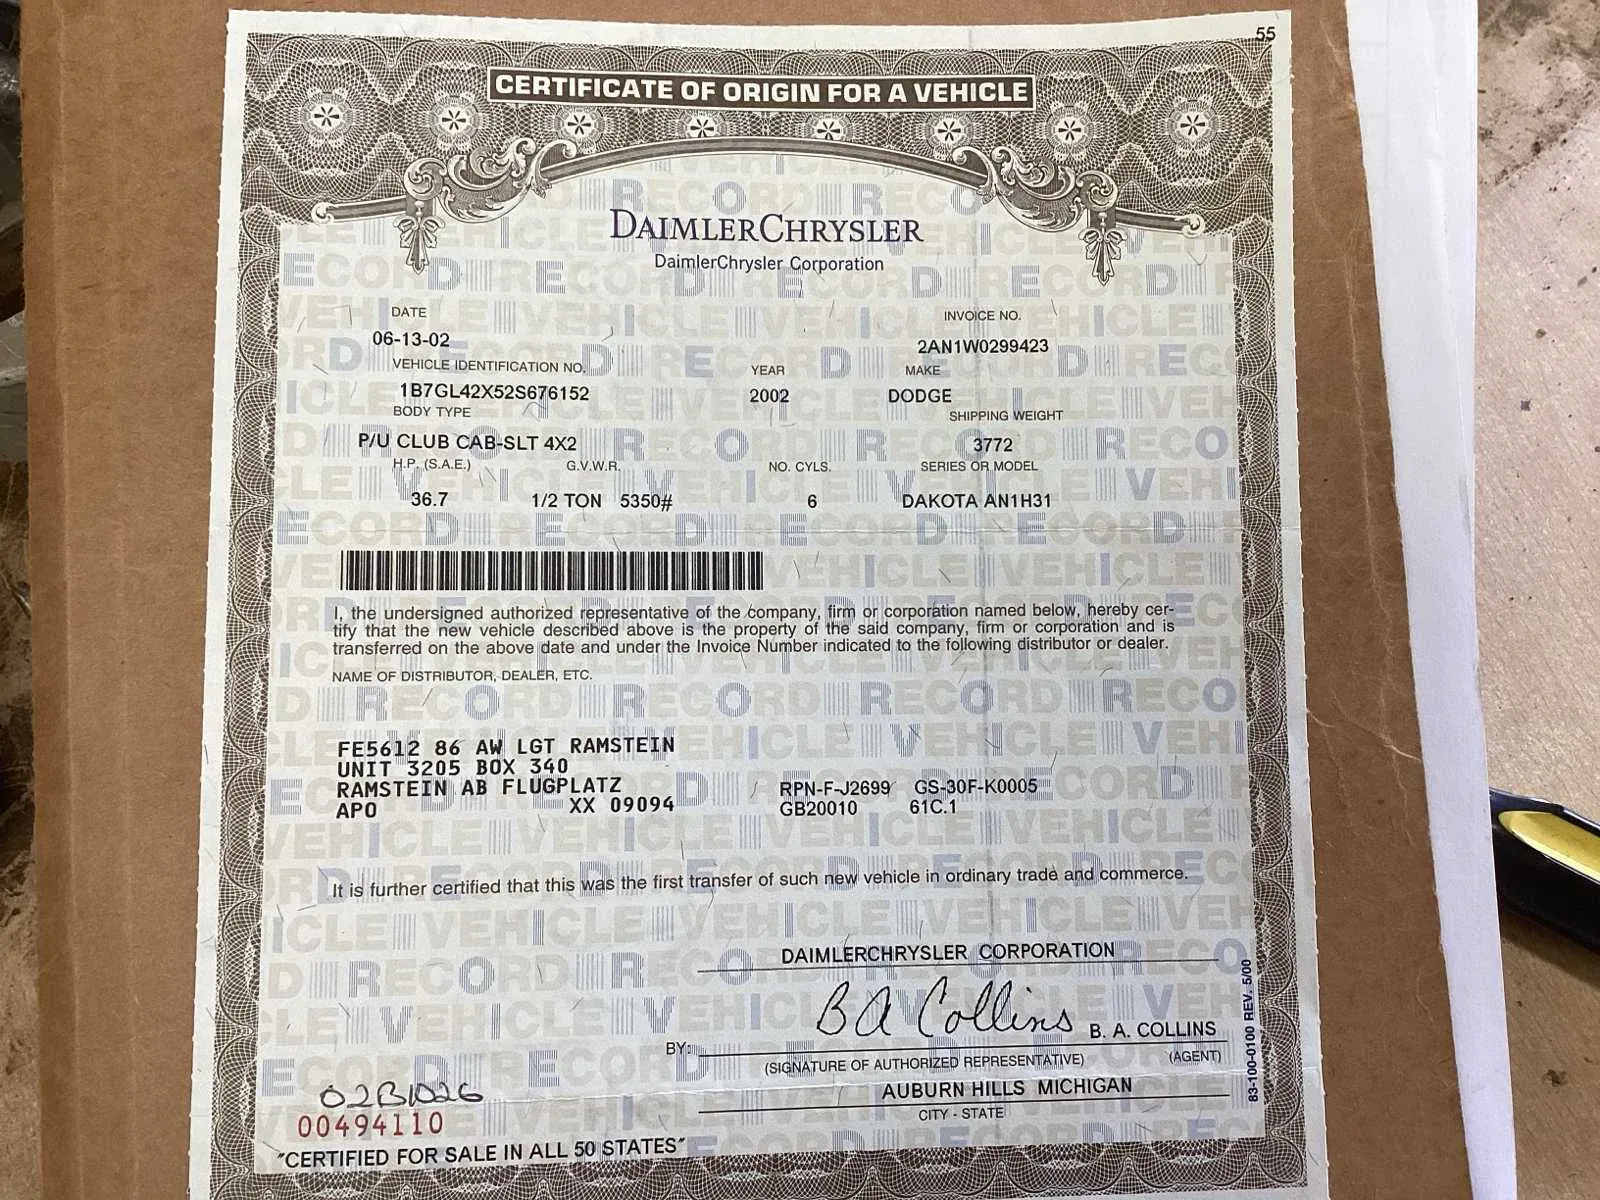 55
CERTIFICATE OF ORIGIN FOR A VEHICLE
DAIMLERCHRYSLER
DaimlerChrysler Corporation
DATE INVOICE NO.
06-13-02 2AN1W0299423
VEHICLE IDENTIFICATION NO. YEAR MAKE
1B7GL42X52S676152 2002 DODGE
BODY TYPE SHIPPING WEIGHT
P/U CLUB CAB-SLT 4X2 3772
H.P. (S.A.E.) G.V.W.R. NO. CYLS. SERIES OR MODEL
36.7 1/2 TON 5350# 6 DAKOTA AN1H31
I, the undersigned authorized representative of the company, firm or corporation named below, hereby cer-
tify that the new vehicle described above is the property of the said company, firm or corporation and is
transferred on the above date and under the Invoice Number indicated to the following distributor or dealer.
NAME OF DISTRIBUTOR, DEALER, ETC.
FE5612 86 AW LGT RAMSTEIN
UNIT 3205 BOX 340
RAMSTEIN AB FLUGPLATZ RPN-F-J2699 GS-30F-K0005
APO XX 09094 GB20010 61C.1
It is further certified that this was the first transfer of such new vehicle in ordinary trade and commerce.
DAIMLERCHRYSLER CORPORATION
BY: B A Collins B. A. COLLINS
(SIGNATURE OF AUTHORIZED REPRESENTATIVE) (AGENT)
AUBURN HILLS MICHIGAN
CITY - STATE
02B1026
00494110
"CERTIFIED FOR SALE IN ALL 50 STATES"
83-100-0100 REV. 5/00